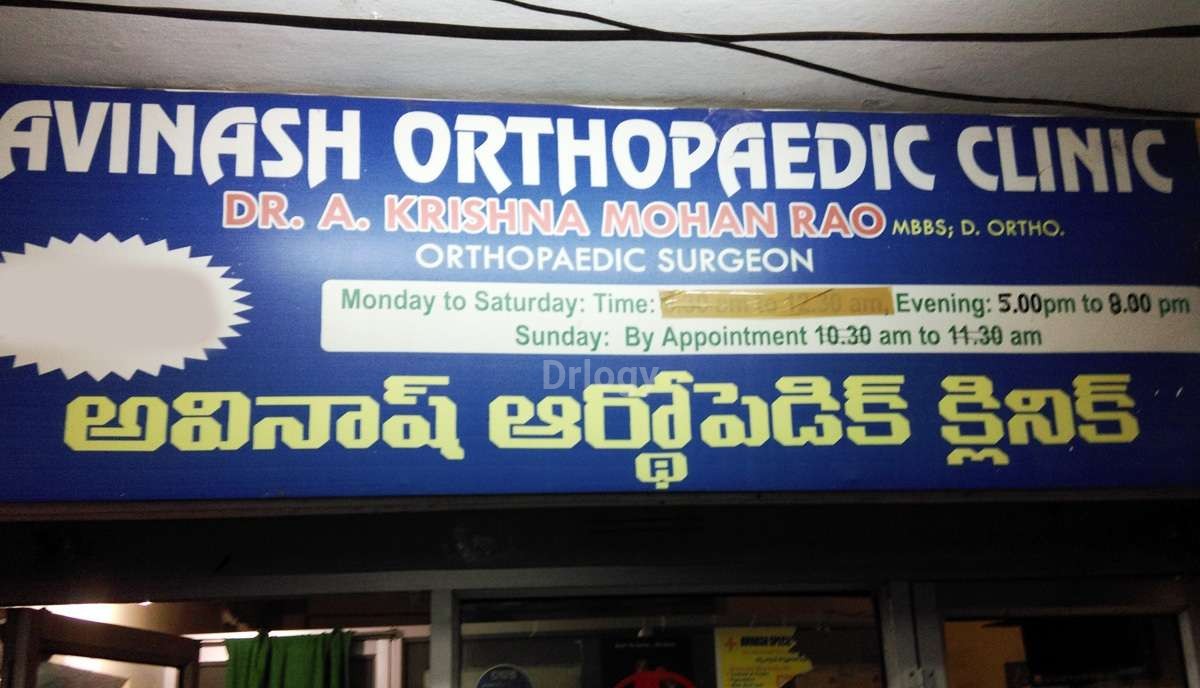 AVINASH ORTHOPAEDIC CLINIC
DR. A. KRISHNA MOHAN RAO MBBS; D. ORTHO.
ORTHOPAEDIC SURGEON
Monday to Saturday: Time: Evening: 5.00pm to 8.00 pm
Sunday: By Appointment 10.30 am to 11.30 am
Drlogy
అవినాష్ ఆర్థోపెడిక్ క్లినిక్